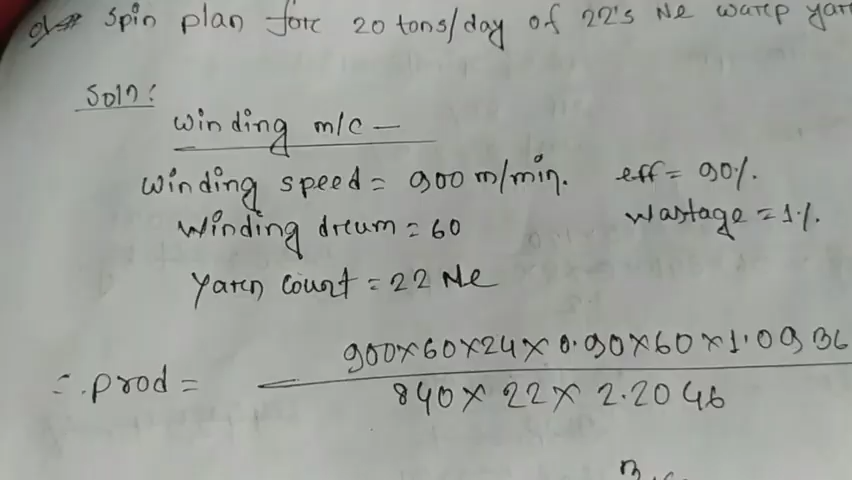 Spin plan for 20 tons/day of 22's Ne warp yarn
Soln:
Winding m/c –
Winding speed = 900 m/min. eff = 90%.
Winding drum = 60 Wastage = 1%.
Yarn count = 22 Ne
∴ prod = 900×60×24×0.90×60×1.0936
840 × 22 × 2.2046